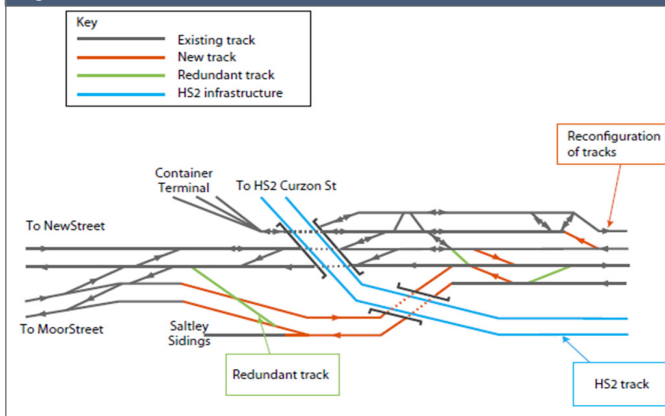 Key
Existing track
New track
Redundant track
HS2 infrastructure
Reconfiguration
of tracks
Container
Terminal
To HS2 Curzon St
To NewStreet
To MoorStreet
Saltley
Sidings
Redundant track
HS2 track